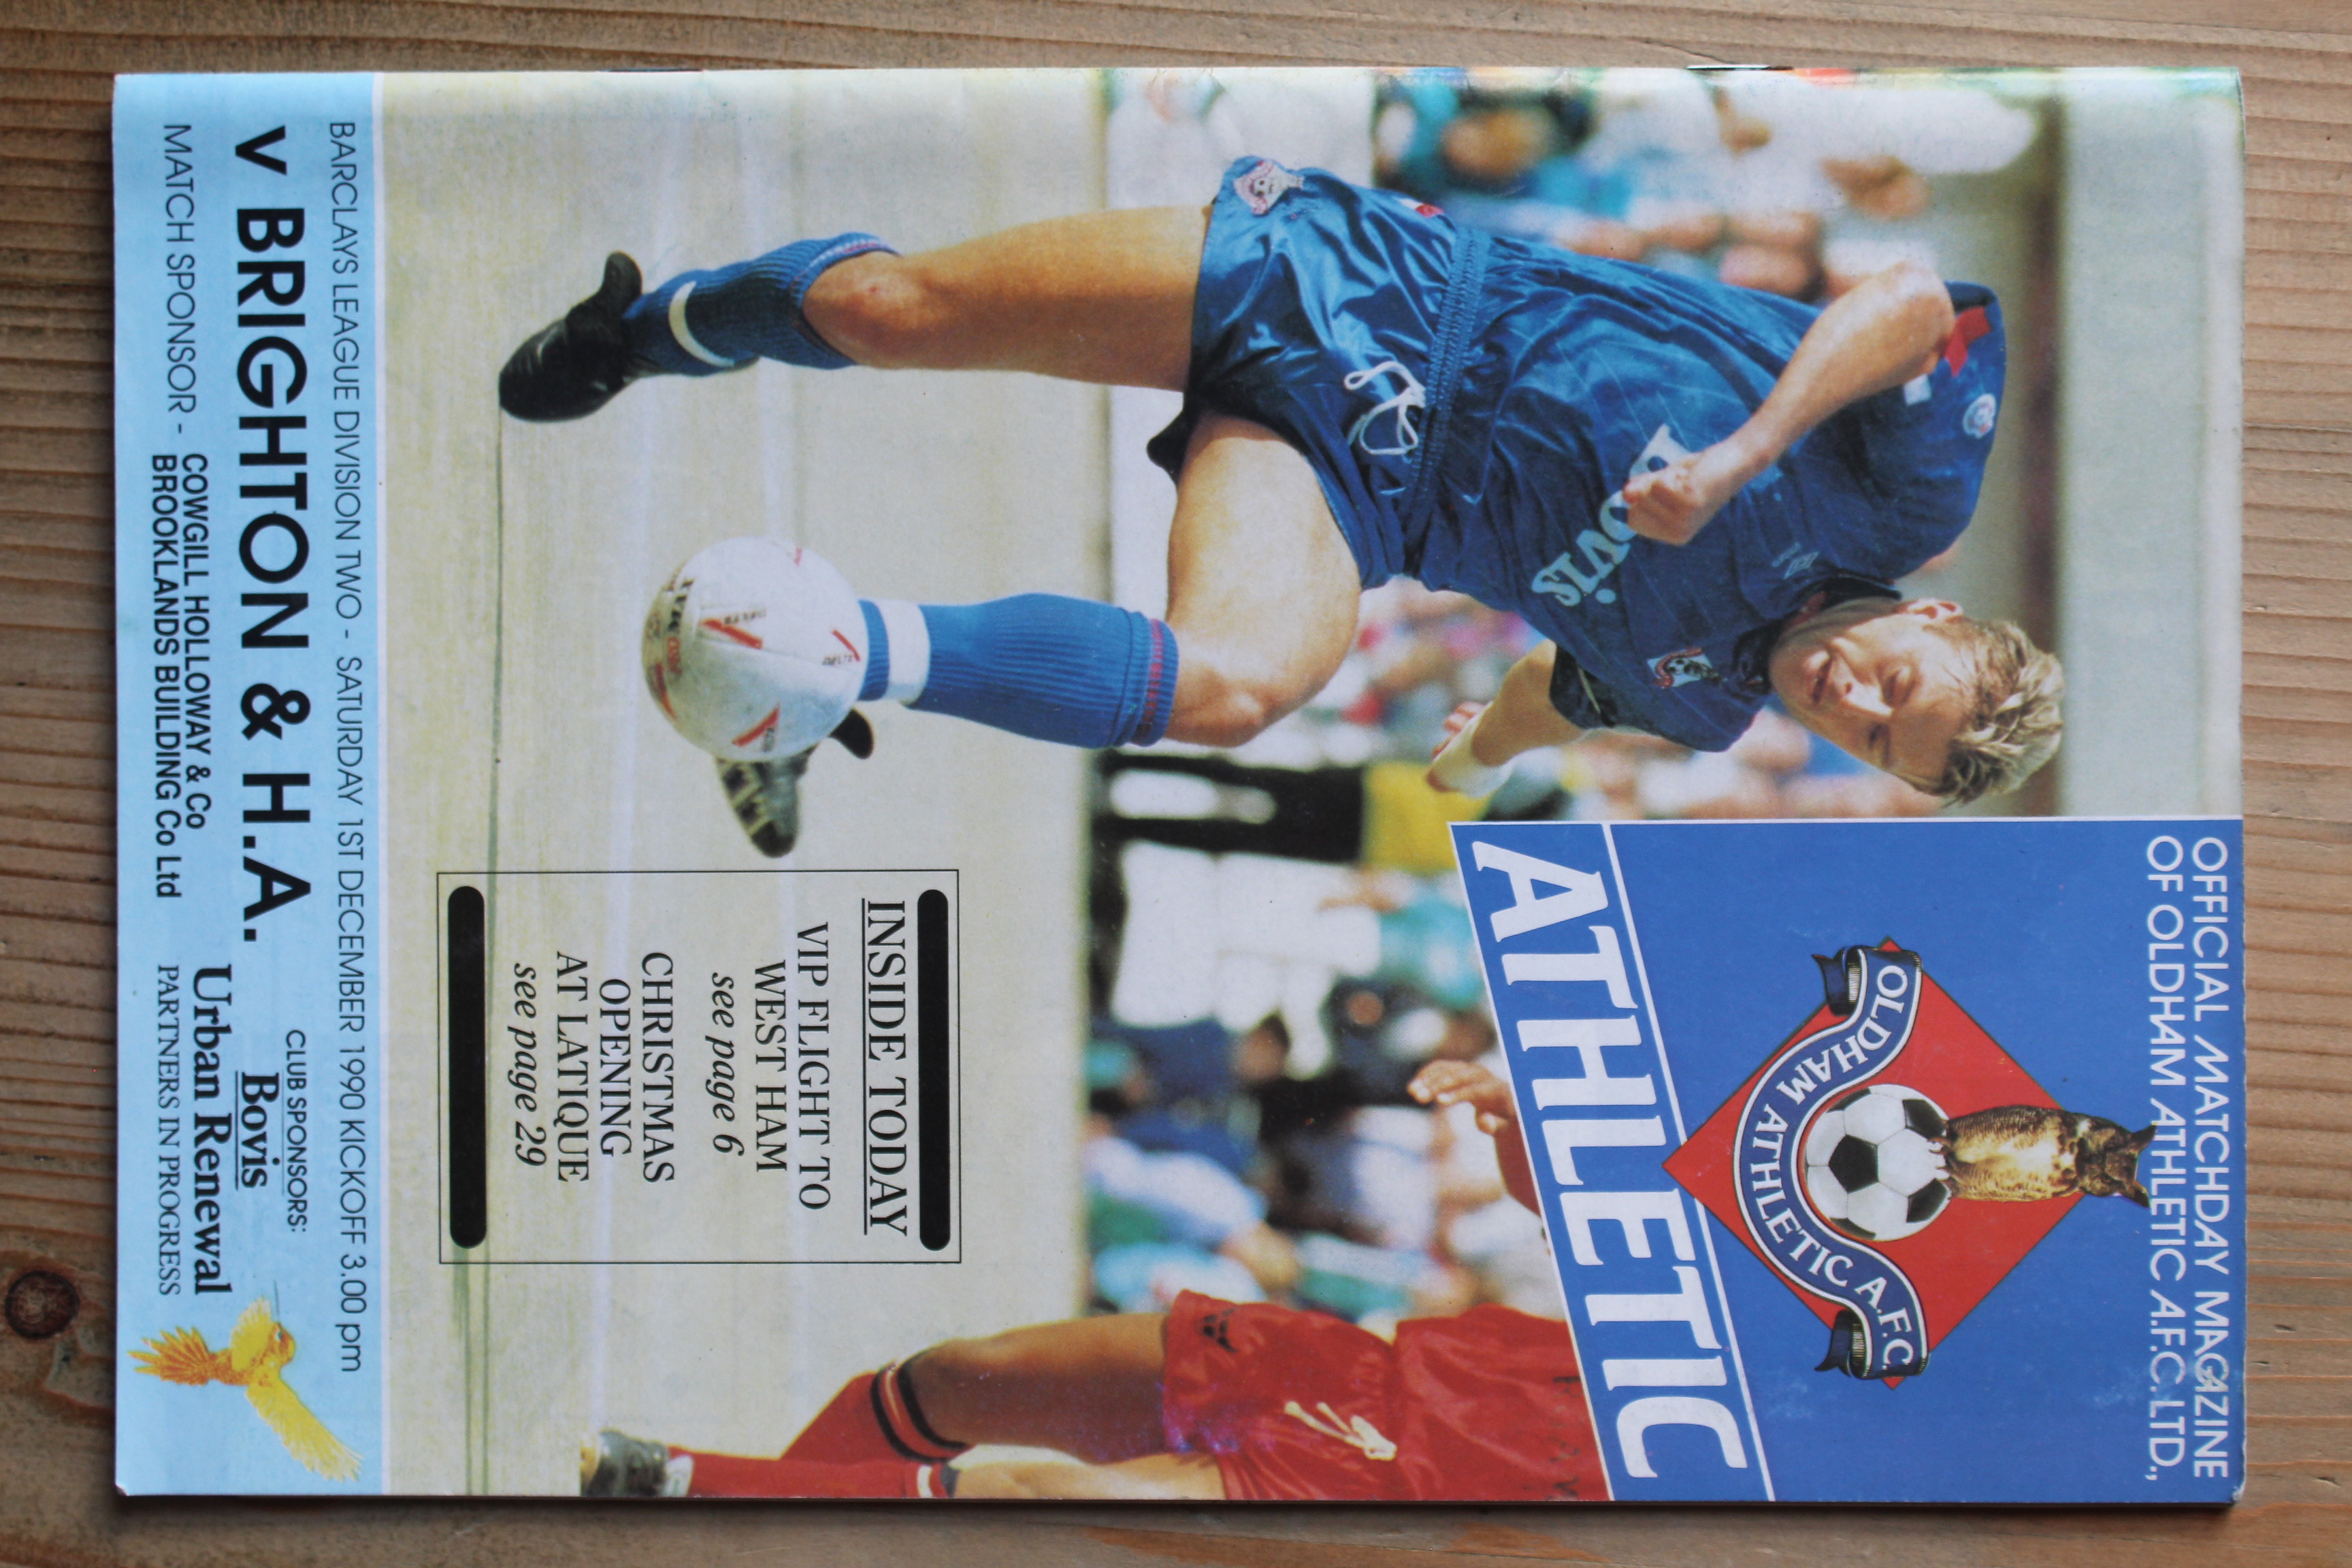 OFFICIAL MATCHDAY MAGAZINE
OF OLDHAM ATHLETIC A.F.C. LTD.,
OLDHAM ATHLETIC A.F.C.
ATHLETIC
Bovis
INSIDE TODAY
VIP FLIGHT TO
WEST HAM
see page 6
CHRISTMAS
OPENING
AT LATIQUE
see page 29
BARCLAYS LEAGUE DIVISION TWO - SATURDAY 1ST DECEMBER 1990 KICKOFF 3.00 pm
v BRIGHTON & H.A.
MATCH SPONSOR - COWGILL HOLLOWAY & Co
BROOKLANDS BUILDING Co Ltd
CLUB SPONSORS:
Bovis
Urban Renewal
PARTNERS IN PROGRESS